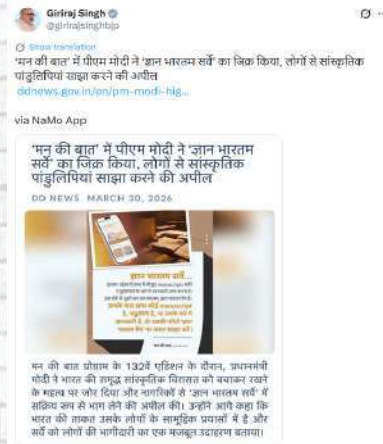 Giriraj Singh
@girirajsinghbjp
Show translation
'मन की बात' में पीएम मोदी ने 'ज्ञान भारतम सर्वे' का जिक्र किया, लोगों से सांस्कृतिक
पांडुलिपियां साझा करने की अपील
ddnews.gov.in/en/pm-modi-hig...
via NaMo App
'मन की बात' में पीएम मोदी ने 'ज्ञान भारतम
सर्वे' का जिक्र किया, लोगों से सांस्कृतिक
पांडुलिपियां साझा करने की अपील
DD NEWS MARCH 30, 2026
ज्ञान भारतम सर्वे...
मन की बात प्रोग्राम के 132वें एडिशन के दौरान, प्रधानमंत्री
मोदी ने भारत की समृद्ध सांस्कृतिक विरासत को बचाकर रखने
के महत्व पर जोर दिया और नागरिकों से 'ज्ञान भारतम सर्वे' में
सक्रिय रूप से भाग लेने की अपील की। उन्होंने आगे कहा कि
भारत की ताकत उसके लोगों के सामूहिक प्रयासों में है और
सर्वे को लोगों की भागीदारी का एक मजबूत उदाहरण बताया।